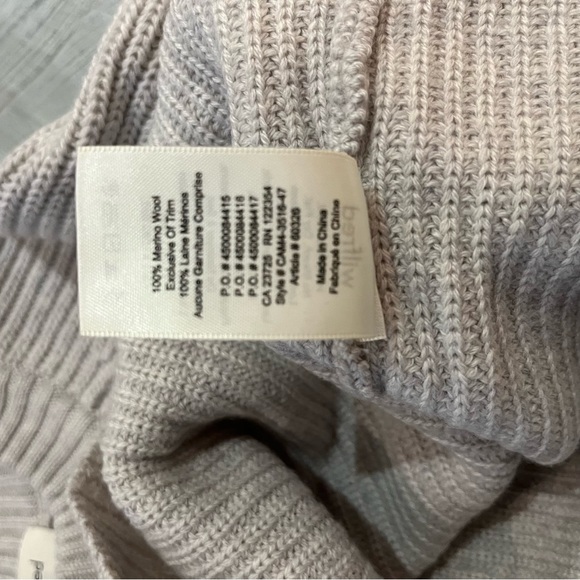 100% Merino Wool
Exclusive Of Trim
100% Laine Mérinos
Aucune Garniture Comprise
P.O. # 4500084415
P.O. # 4500084416
P.O. # 4500084417
CA 23725 RN 122354
Style # CAM4-3516-47
Article # 60326
Made in China
Fabriqué en Chine
wilfred